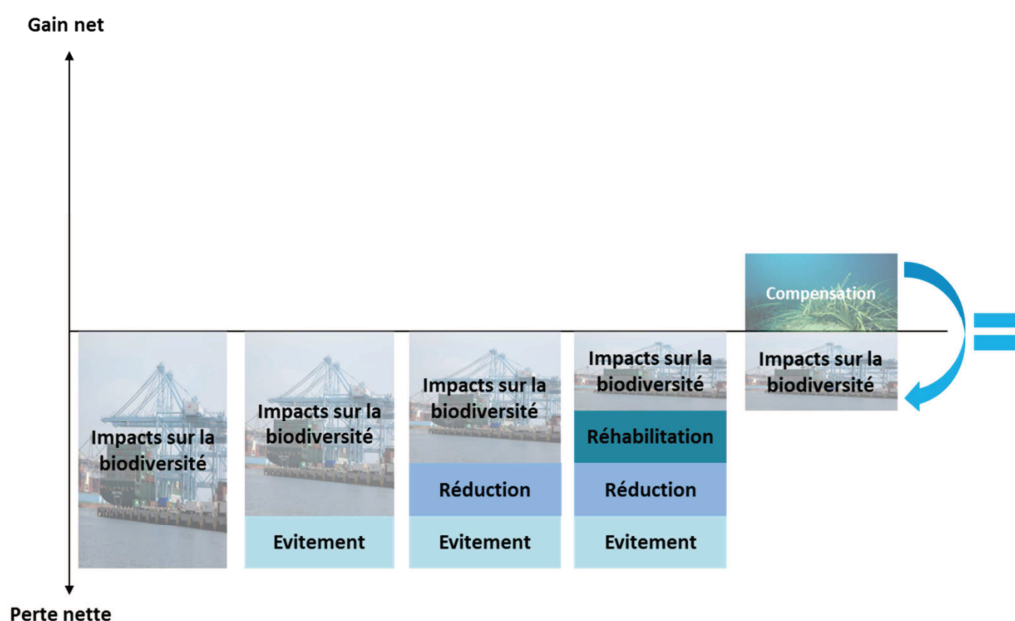 Gain net
Compensation
Impacts sur la
biodiversité
Impacts sur la
biodiversité
Réduction
Evitement
Impacts sur la
biodiversité
Réduction
Evitement
Impacts sur la
biodiversité
Réhabilitation
Impacts sur la
biodiversité
Evitement
Perte nette